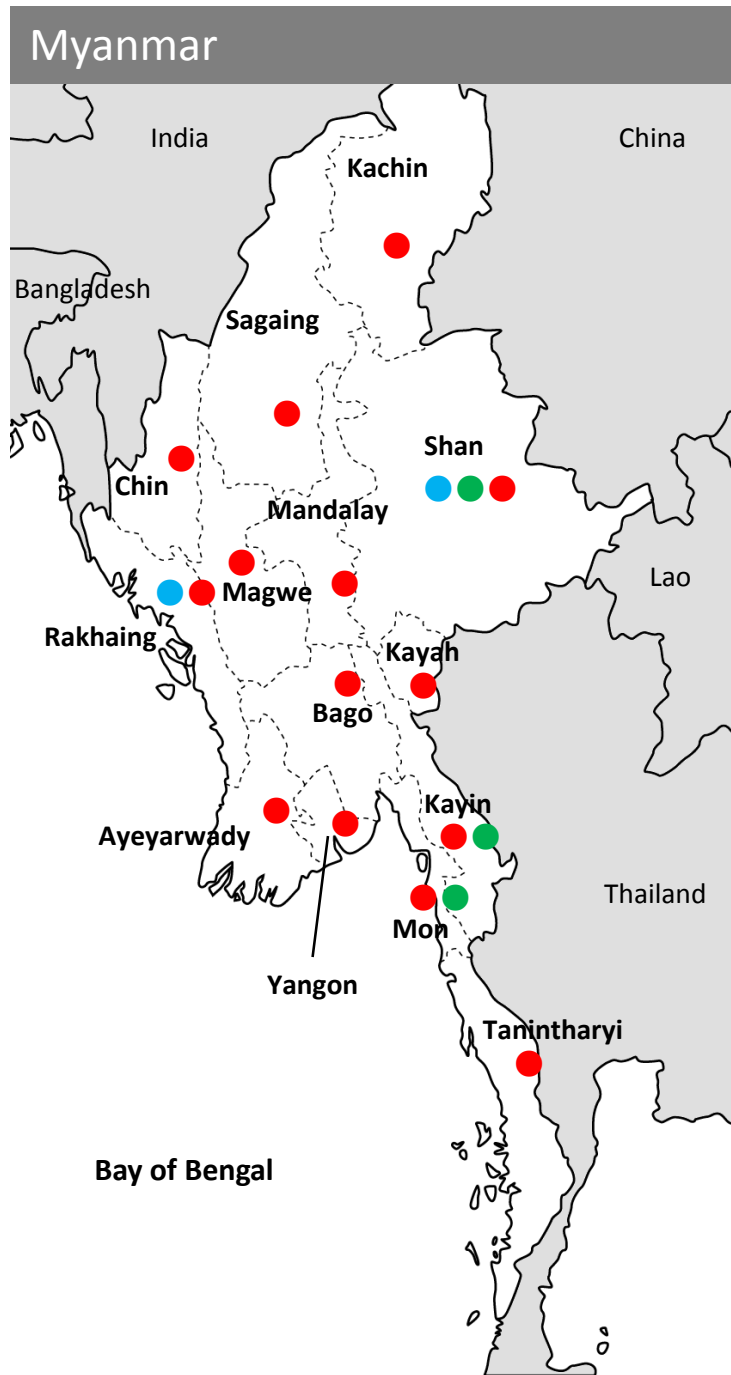 Myanmar
India
China
Kachin
Bangladesh
Sagaing
Shan
Chin
Mandalay
Lao
Magwe
Rakhaing
Kayah
Bago
Kayin
Ayeyarwady
Thailand
Mon
Yangon
Tanintharyi
Bay of Bengal